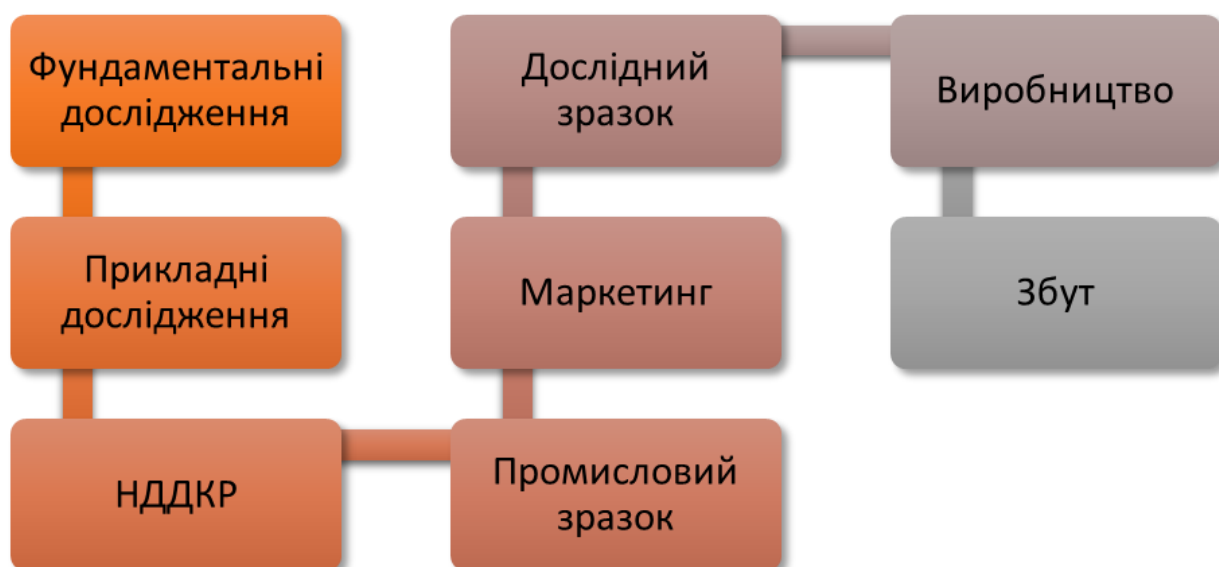 Фундаментальні
дослідження
Прикладні
дослідження
НДДКР
Промисловий
зразок
Маркетинг
Дослідний
зразок
Виробництво
Збут